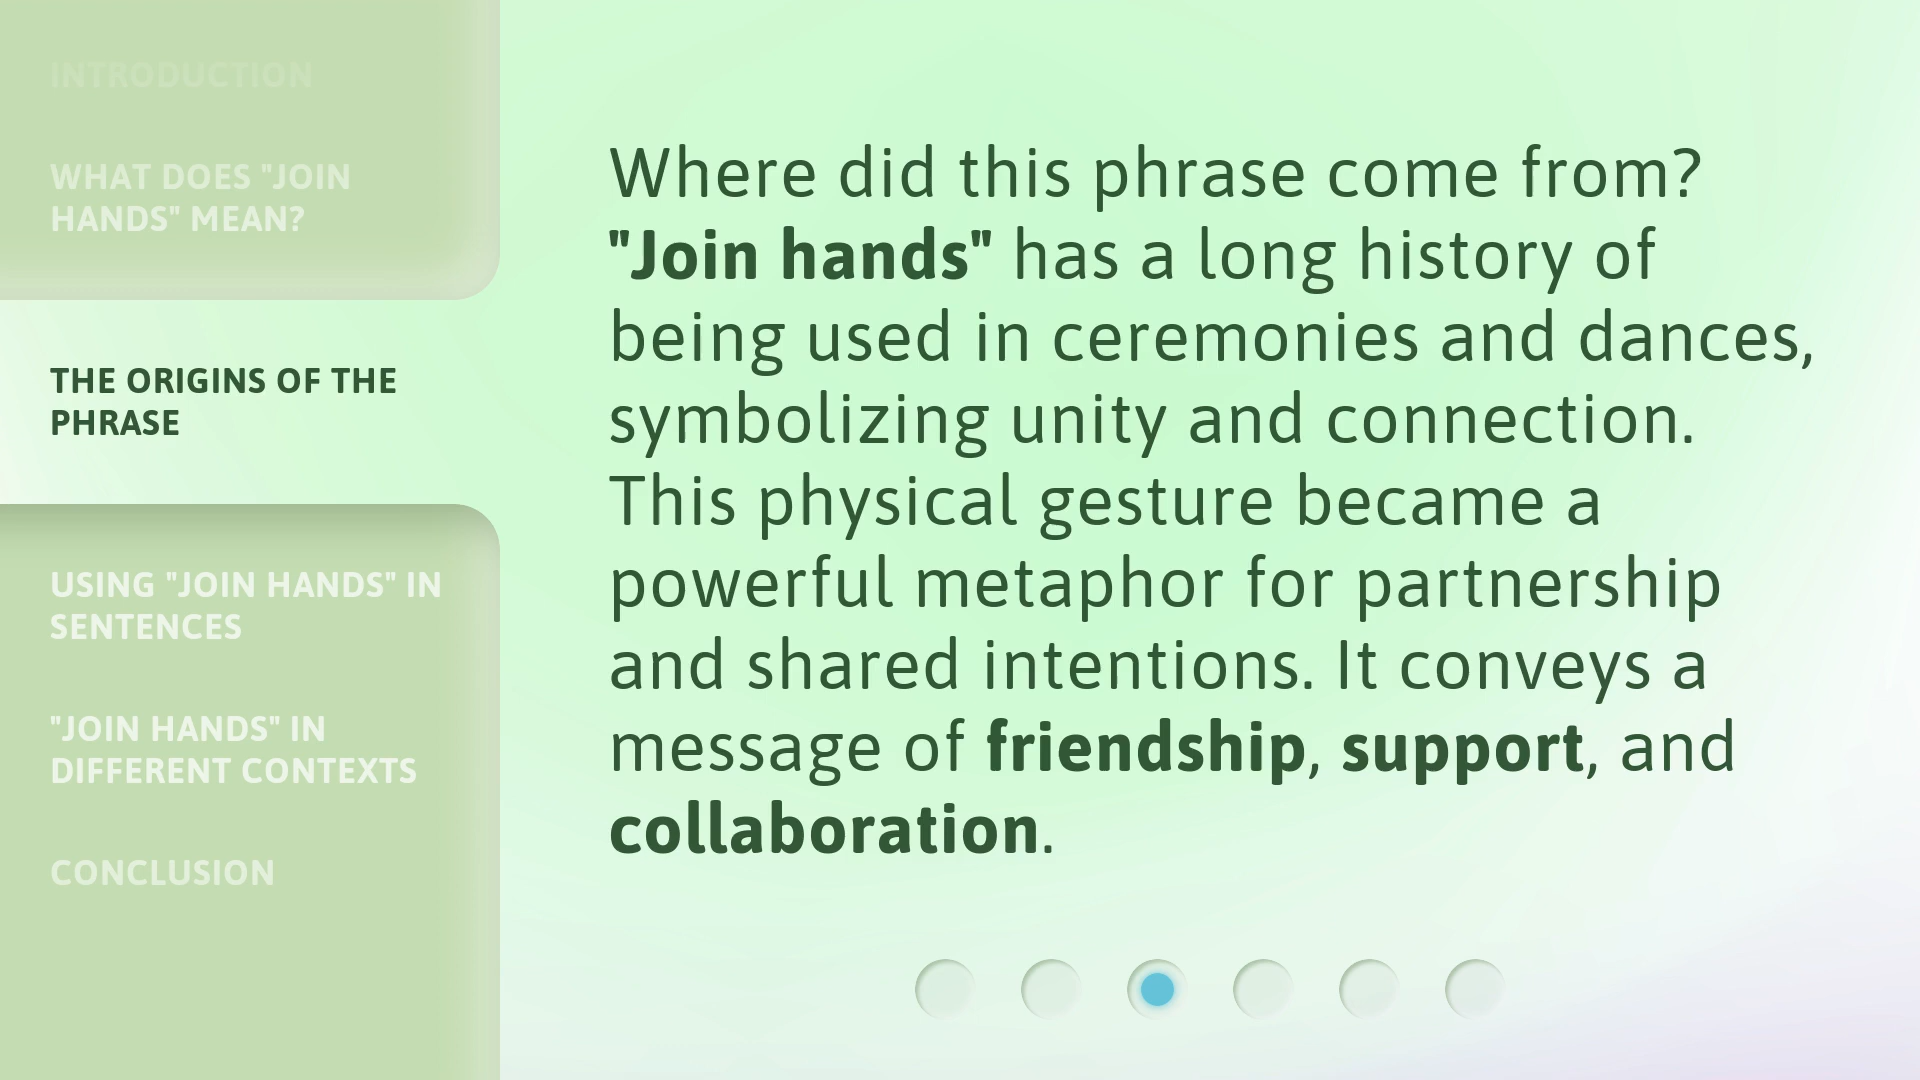 INTRODUCTION
WHAT DOES "JOIN
HANDS" MEAN?
THE ORIGINS OF THE
PHRASE
USING "JOIN HANDS" IN
SENTENCES
"JOIN HANDS" IN
DIFFERENT CONTEXTS
CONCLUSION
Where did this phrase come from?
"Join hands" has a long history of
being used in ceremonies and dances,
symbolizing unity and connection.
This physical gesture became a
powerful metaphor for partnership
and shared intentions. It conveys a
message of friendship, support, and
collaboration.